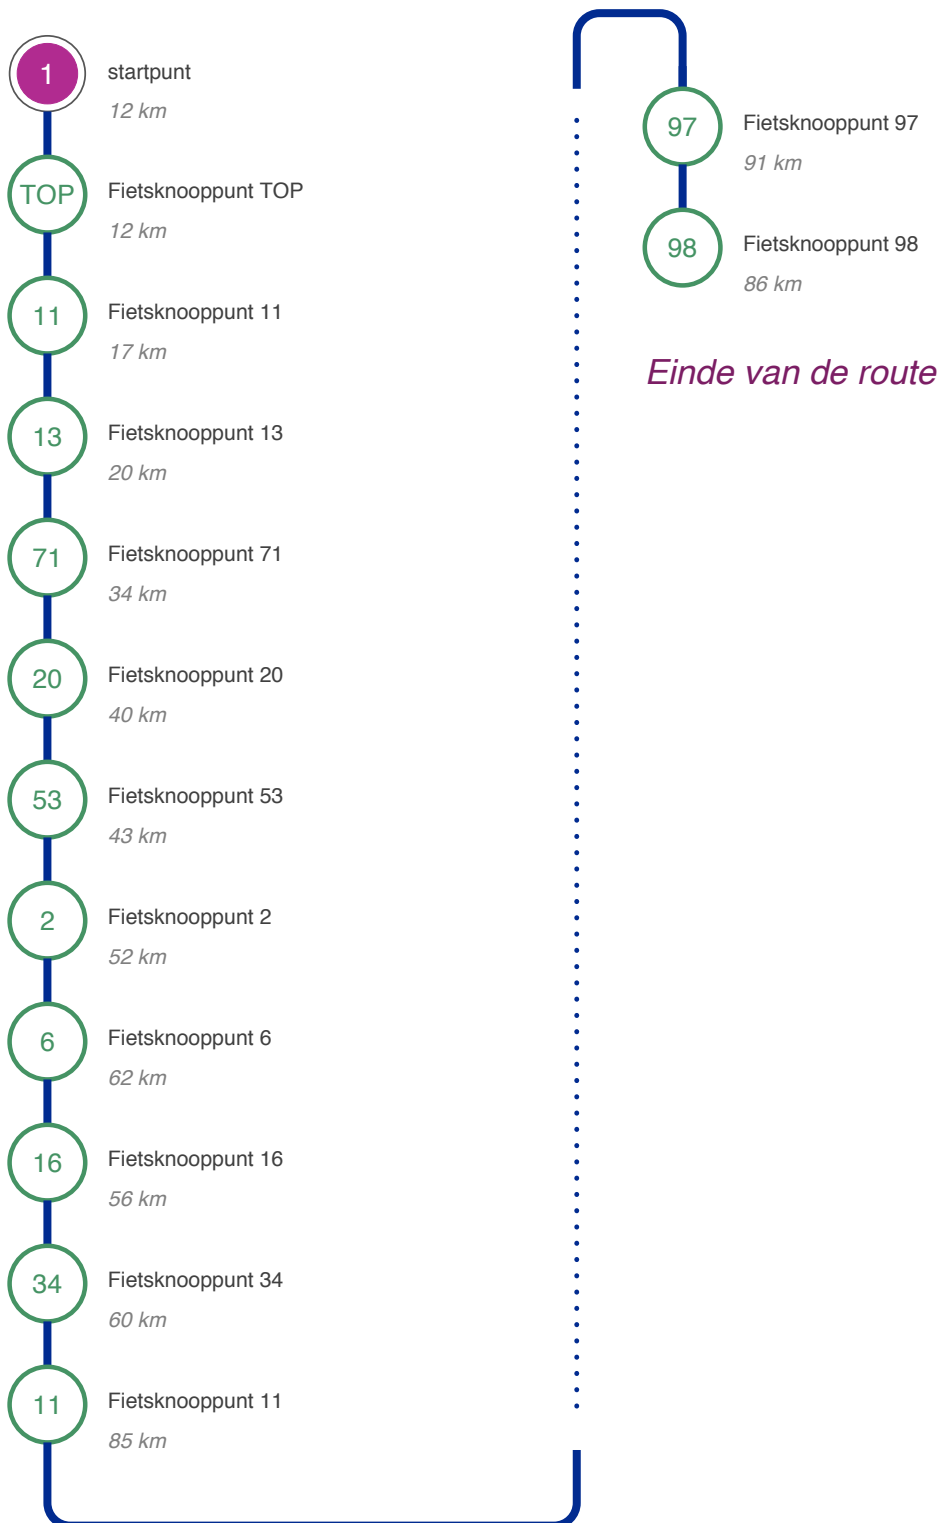 1
startpunt
12 km
TOP
Fietsknooppunt TOP
12 km
11
Fietsknooppunt 11
17 km
13
Fietsknooppunt 13
20 km
71
Fietsknooppunt 71
34 km
20
Fietsknooppunt 20
40 km
53
Fietsknooppunt 53
43 km
2
Fietsknooppunt 2
52 km
6
Fietsknooppunt 6
62 km
16
Fietsknooppunt 16
56 km
34
Fietsknooppunt 34
60 km
11
Fietsknooppunt 11
85 km
97
Fietsknooppunt 97
91 km
98
Fietsknooppunt 98
86 km
Einde van de route